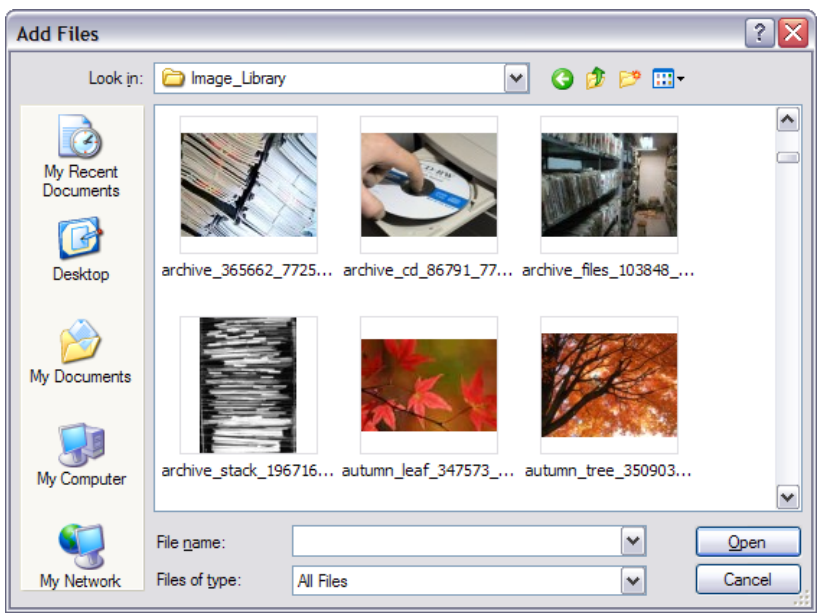 Add Files
Look in:
Image_Library
My Recent
Documents
Desktop
My Documents
My Computer
My Network
archive_365662_7725...
archive_cd_86791_77...
archive_files_103848_...
archive_stack_196716...
autumn_leaf_347573_...
autumn_tree_350903...
File name:
Open
Files of type:
All Files
Cancel